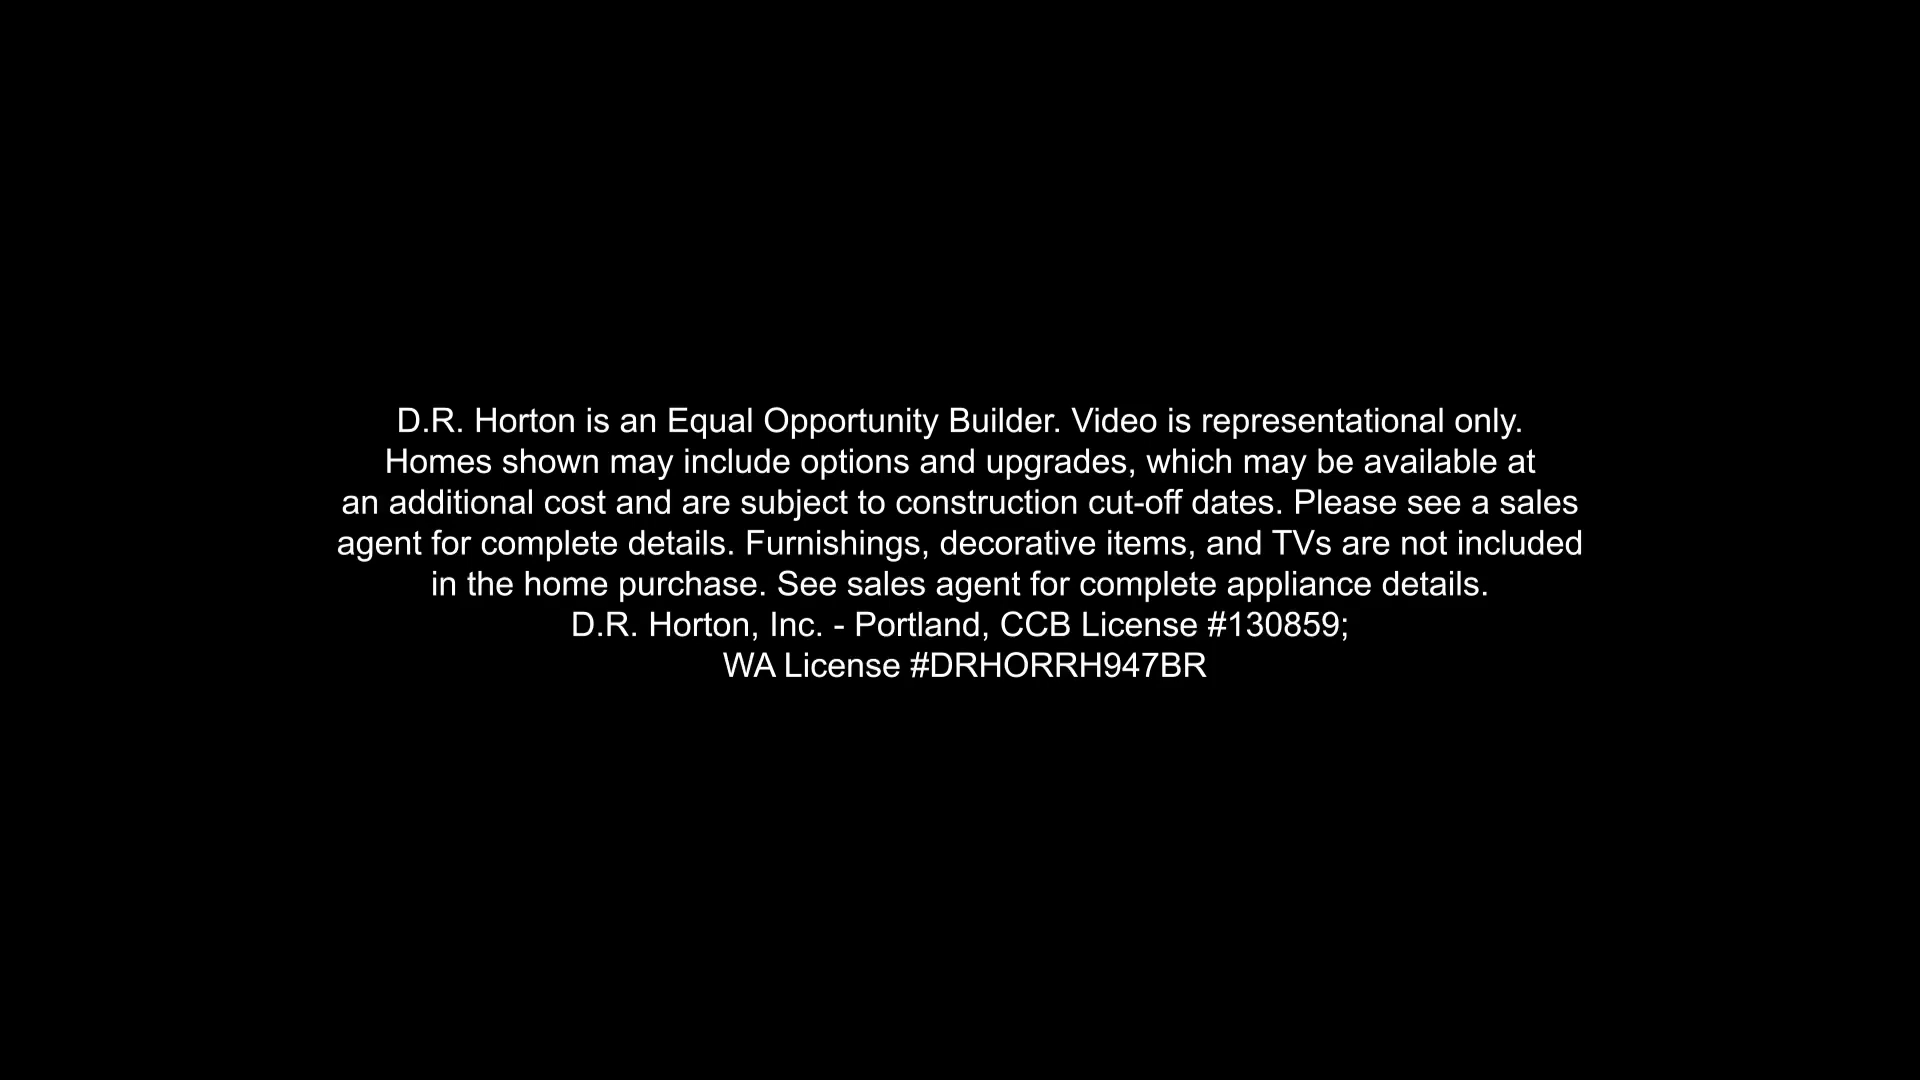 D.R. Horton is an Equal Opportunity Builder. Video is representational only.
Homes shown may include options and upgrades, which may be available at
an additional cost and are subject to construction cut-off dates. Please see a sales
agent for complete details. Furnishings, decorative items, and TVs are not included
in the home purchase. See sales agent for complete appliance details.
D.R. Horton, Inc. - Portland, CCB License #130859;
WA License #DRHORRH947BR